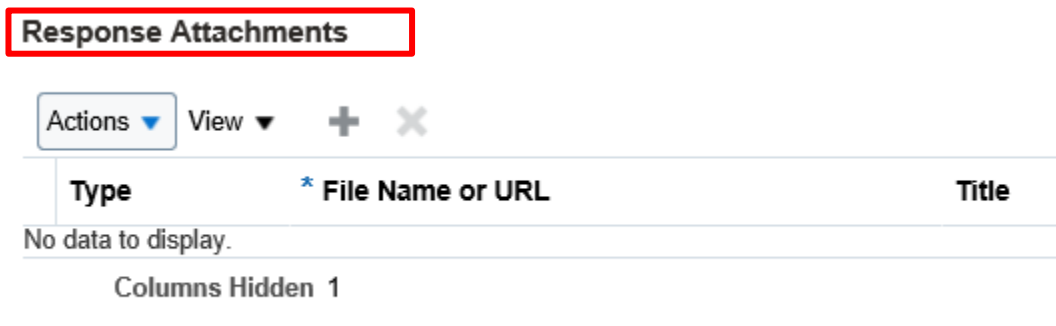 Response Attachments
Actions View
Type * File Name or URL Title
No data to display.
Columns Hidden 1